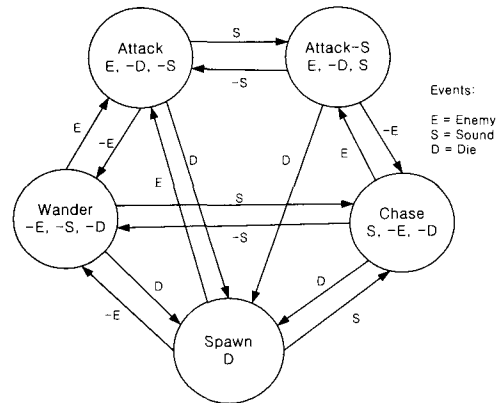 Attack
E, -D, -S
S
-S
Attack-S
E, -D, S
Events:
E = Enemy
S = Sound
D = Die
E
-E
D
E
D
E
-E
Wander
-E, -S, -D
S
-S
Chase
S, -E, -D
D
-E
D
S
Spawn
D